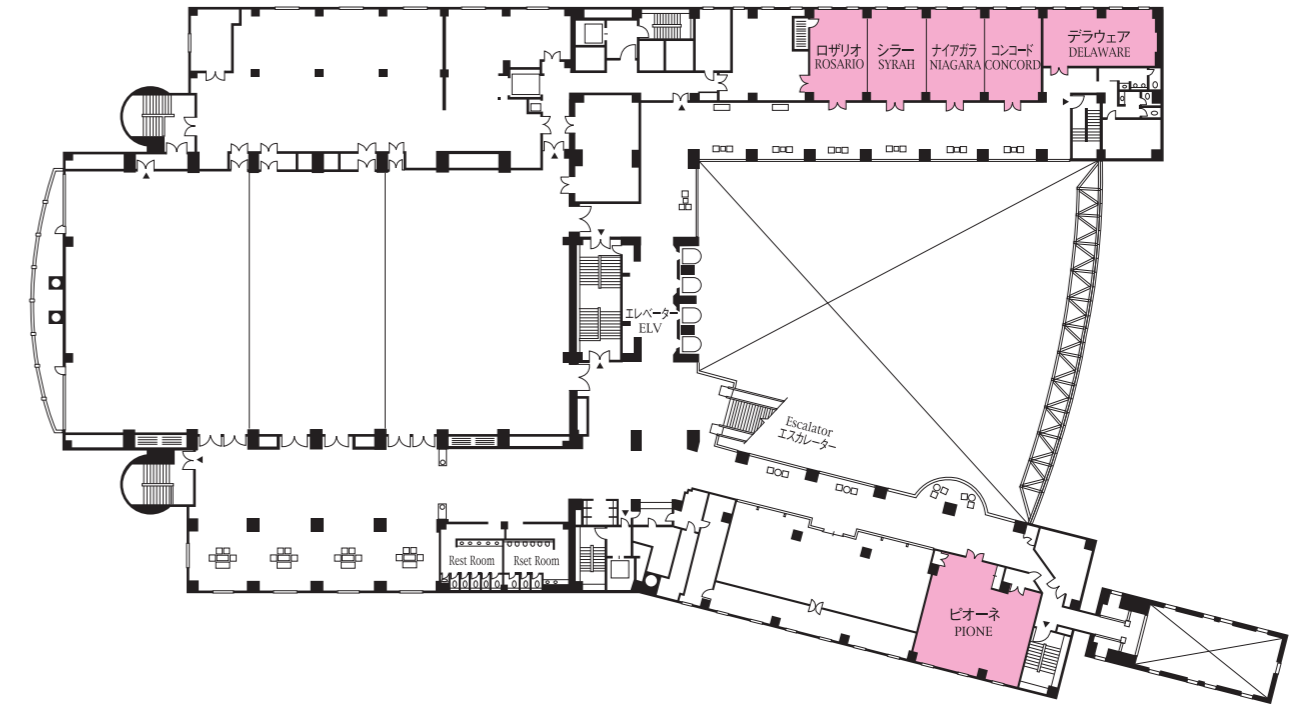 ロザリオ
ROSARIO
シラー
SYRAH
ナイアガラ
NIAGARA
コンコード
CONCORD
デラウェア
DELAWARE
エレベーター
ELV
Escalator
エスカレーター
Rest Room
Rset Room
ピオーネ
PIONE